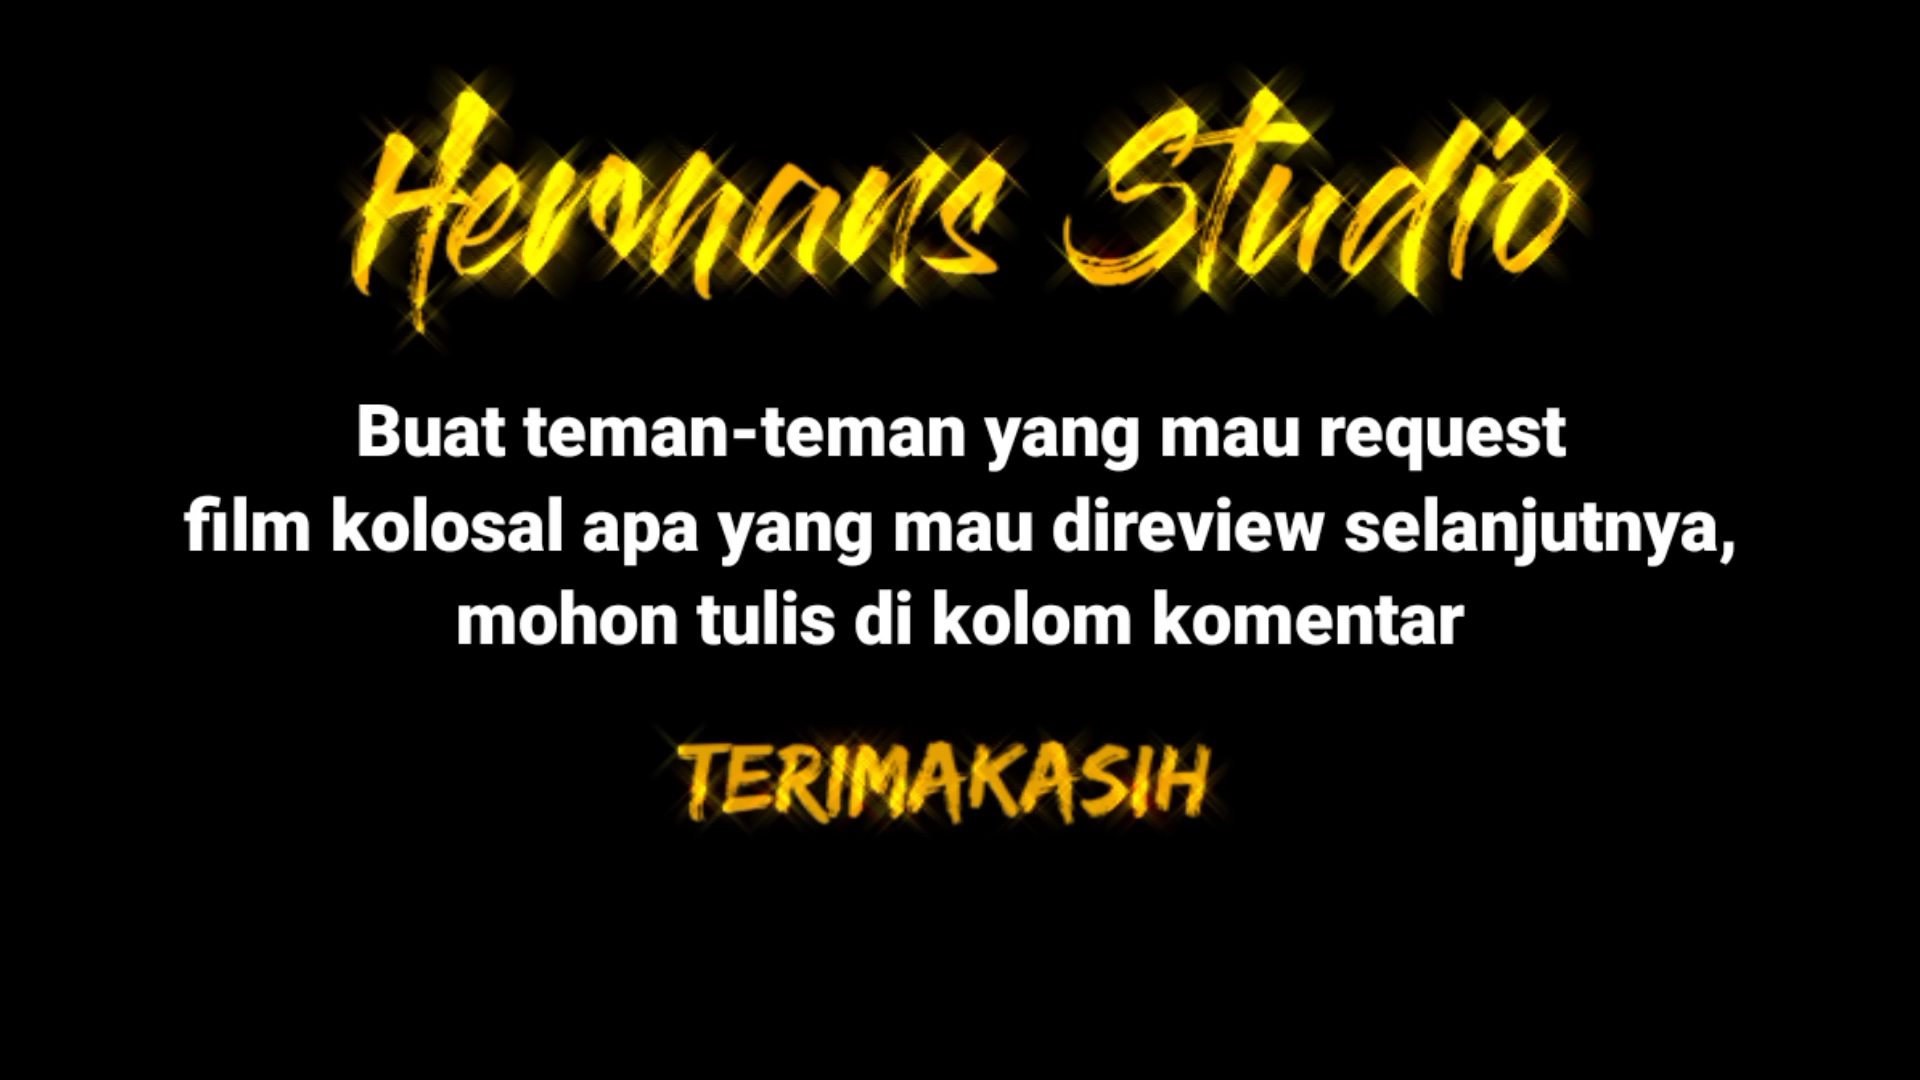 Hermans Studio
Buat teman-teman yang mau request
film kolosal apa yang mau direview selanjutnya,
mohon tulis di kolom komentar
TERIMAKASIH